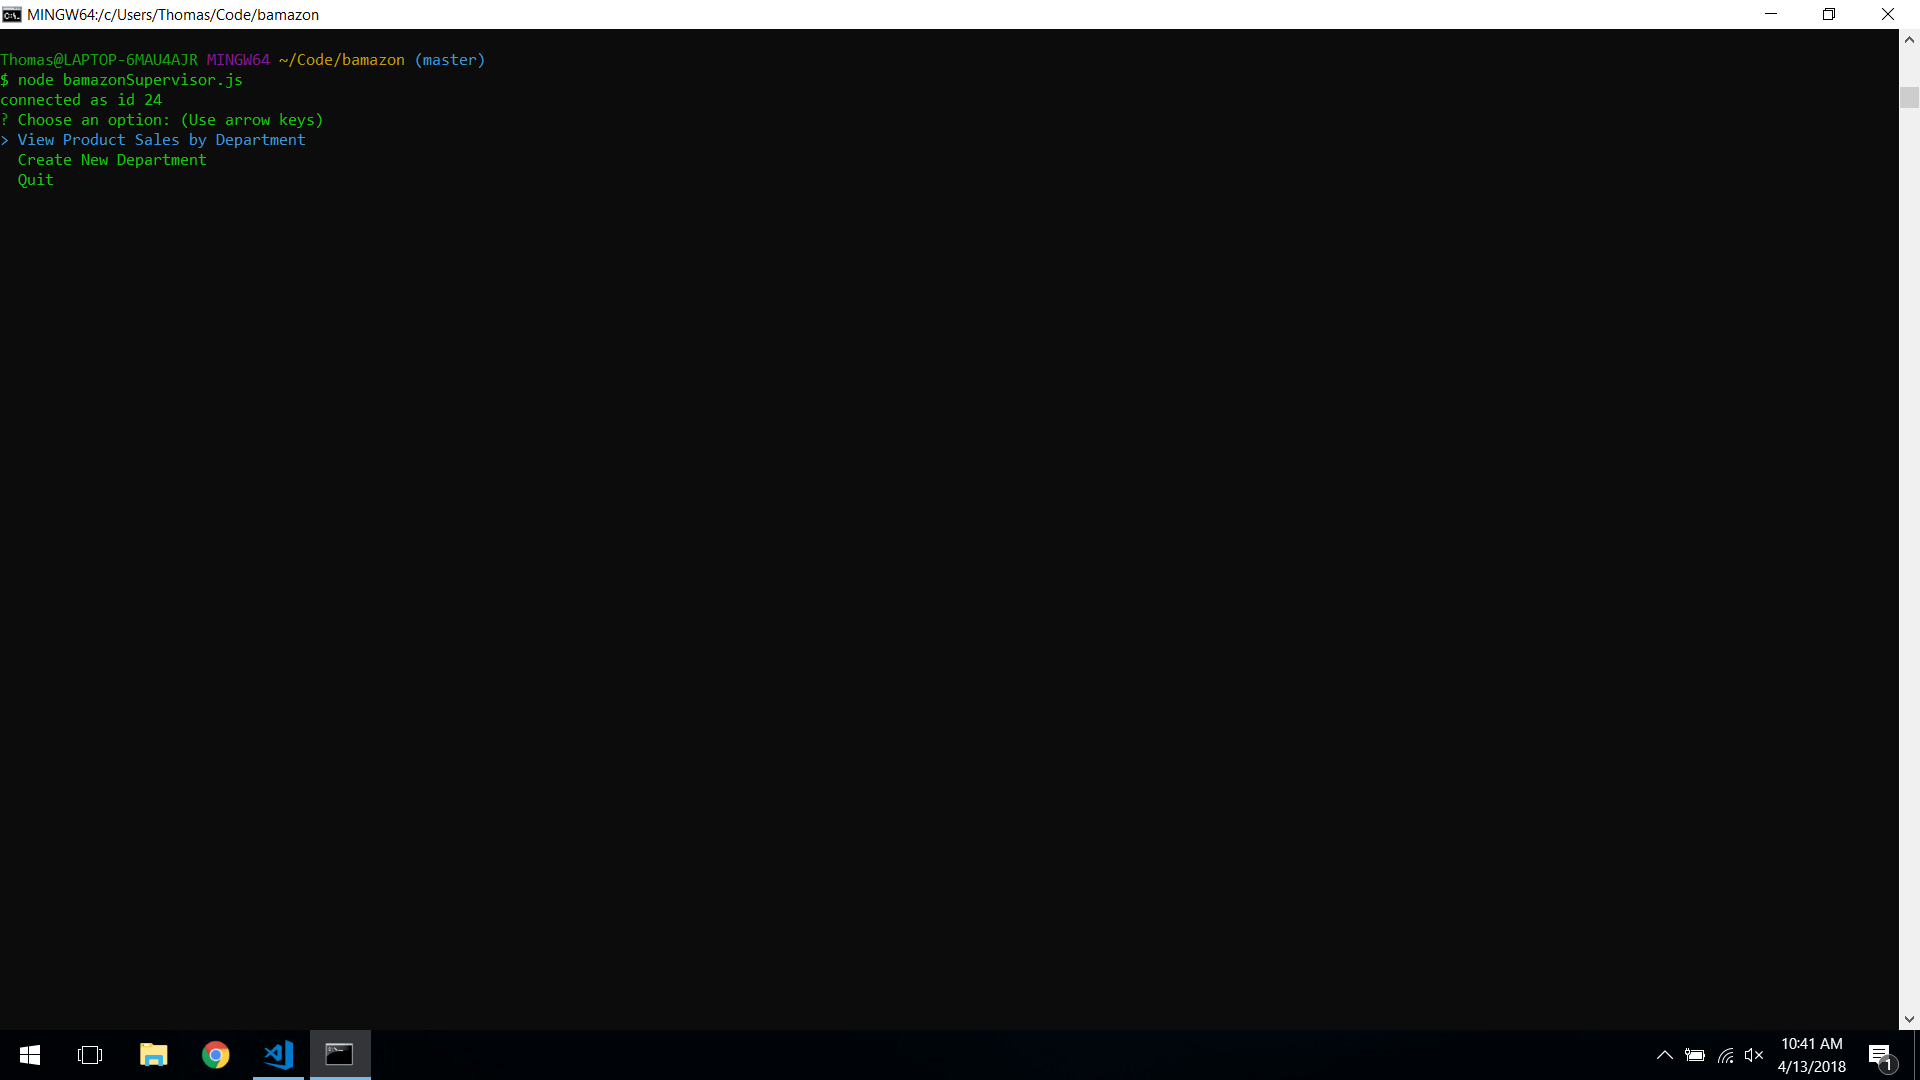 MINGW64:/c/Users/Thomas/Code/bamazon
Thomas@LAPTOP-6MAU4AJR MINGW64 ~/Code/bamazon (master)
$ node bamazonSupervisor.js
connected as id 24
? Choose an option: (Use arrow keys)
> View Product Sales by Department
  Create New Department
  Quit
10:41 AM
4/13/2018
1